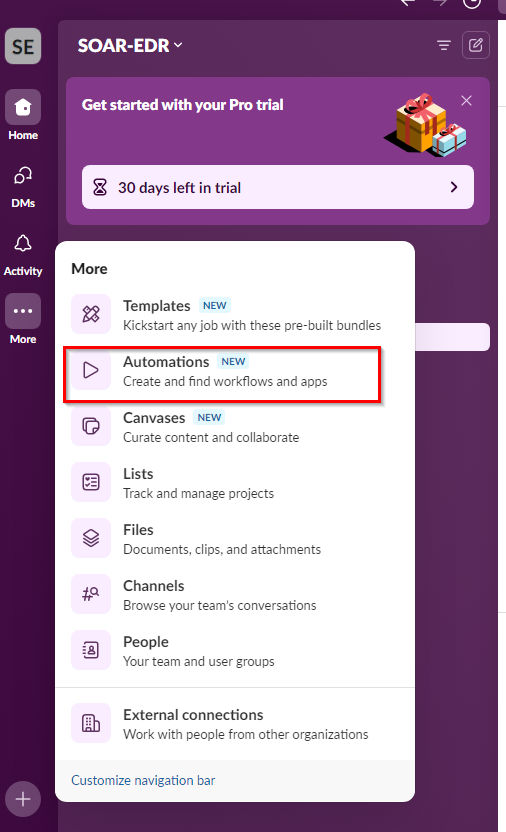 SE
SOAR-EDR
Get started with your Pro trial
30 days left in trial
Home
DMs
Activity
More
More
Templates NEW
Kickstart any job with these pre-built bundles
Automations NEW
Create and find workflows and apps
Canvases NEW
Curate content and collaborate
Lists
Track and manage projects
Files
Documents, clips, and attachments
Channels
Browse your team's conversations
People
Your team and user groups
External connections
Work with people from other organizations
Customize navigation bar